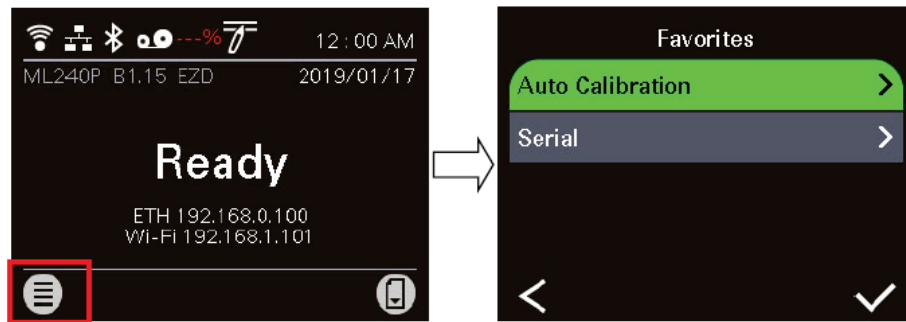 ---% 12:00 AM
ML240P B1.15 EZD 2019/01/17
Ready
ETH 192.168.0.100
Wi-Fi 192.168.1.101
Favorites
Auto Calibration
Serial